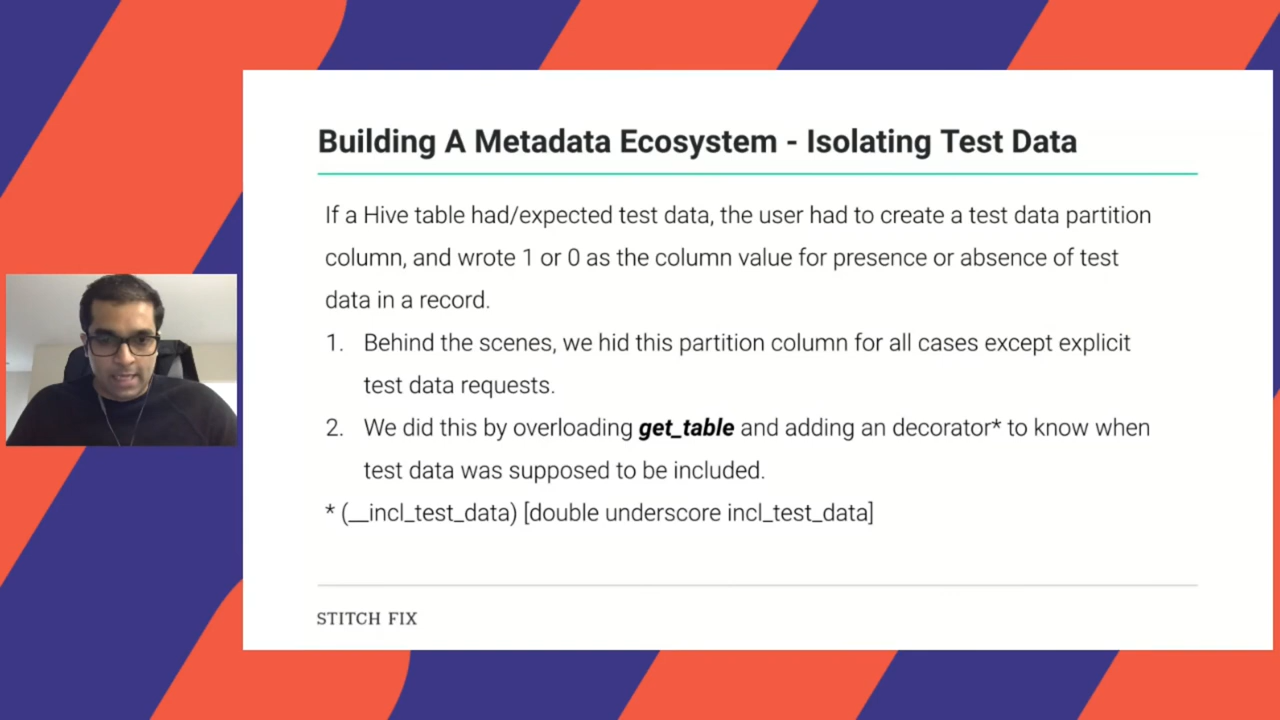 Building A Metadata Ecosystem - Isolating Test Data
If a Hive table had/expected test data, the user had to create a test data partition
column, and wrote 1 or 0 as the column value for presence or absence of test
data in a record.
1. Behind the scenes, we hid this partition column for all cases except explicit
test data requests.
2. We did this by overloading get_table and adding an decorator* to know when
test data was supposed to be included.
* (__incl_test_data) [double underscore incl_test_data]
STITCH FIX